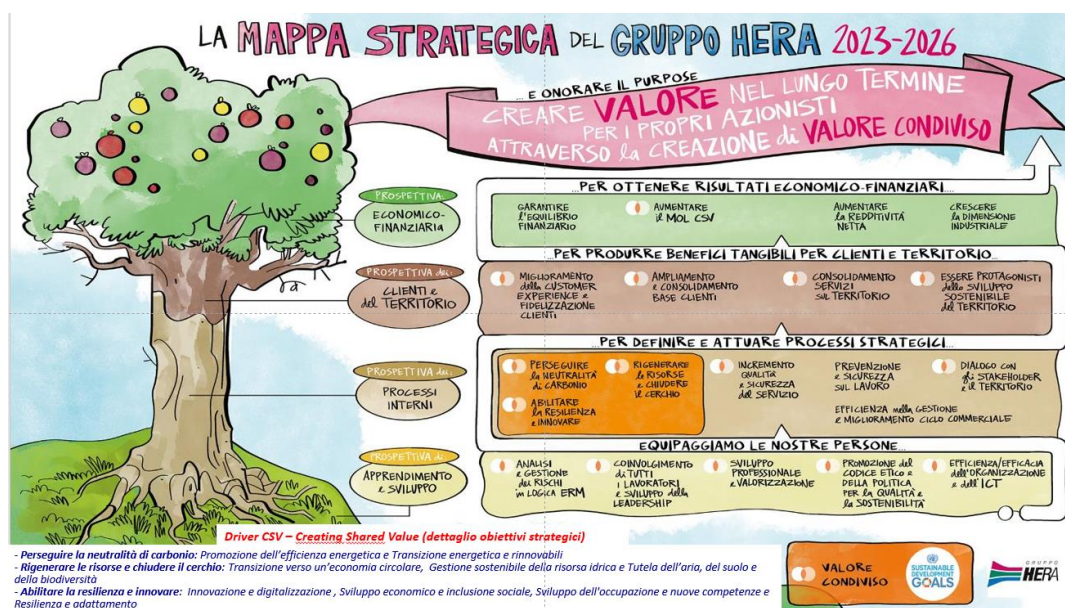 LA MAPPA STRATEGICA DEL GRUPPO HERA 2023-2026
...E ONORARE IL PURPOSE
CREARE VALORE NEL LUNGO TERMINE
PER I PROPRI AZIONISTI
ATTRAVERSO la CREAZIONE di VALORE CONDIVISO
PROSPETTIVA:
ECONOMICO-
FINANZIARIA
...PER OTTENERE RISULTATI ECONOMICO-FINANZIARI...
GARANTIRE
l'EQUILIBRIO
FINANZIARIO
AUMENTARE
il MOL CSV
AUMENTARE
la REDDITIVITÀ
NETTA
CRESCERE
la DIMENSIONE
INDUSTRIALE
PROSPETTIVA dei:
CLIENTI e
del TERRITORIO
...PER PRODURRE BENEFICI TANGIBILI PER CLIENTI E TERRITORIO...
MIGLIORAMENTO
della CUSTOMER
EXPERIENCE e
FIDELIZZAZIONE
CLIENTI
AMPLIAMENTO
e CONSOLIDAMENTO
BASE CLIENTI
CONSOLIDAMENTO
SERVIZI
sul TERRITORIO
ESSERE PROTAGONISTI
dello SVILUPPO
SOSTENIBILE
del TERRITORIO
PROSPETTIVA dei:
PROCESSI
INTERNI
...PER DEFINIRE E ATTUARE PROCESSI STRATEGICI...
PERSEGUIRE
la NEUTRALITÀ
di CARBONIO
ABILITARE
la RESILIENZA
e INNOVARE
RIGENERARE
le RISORSE
e CHIUDERE
il CERCHIO
INCREMENTO
QUALITÀ
e SICUREZZA
del SERVIZIO
PREVENZIONE
e SICUREZZA
SUL LAVORO
EFFICIENZA nella GESTIONE
e MIGLIORAMENTO CICLO COMMERCIALE
DIALOGO CON
gli STAKEHOLDER
e il TERRITORIO
PROSPETTIVA di:
APPRENDIMENTO
e SVILUPPO
EQUIPAGGIAMO LE NOSTRE PERSONE...
ANALISI
e GESTIONE
dei RISCHI
in LOGICA ERM
COINVOLGIMENTO
di TUTTI
I LAVORATORI
e SVILUPPO della
LEADERSHIP
SVILUPPO
PROFESSIONALE
e VALORIZZAZIONE
PROMOZIONE del
CODICE ETICO e
DELLA POLITICA
PER la QUALITÀ e
la SOSTENIBILITÀ
EFFICIENZA/EFFICACIA
dell'ORGANIZZAZIONE
e dell'ICT
Driver CSV – Creating Shared Value (dettaglio obiettivi strategici)
- Perseguire la neutralità di carbonio: Promozione dell'efficienza energetica e Transizione energetica e rinnovabili
- Rigenerare le risorse e chiudere il cerchio: Transizione verso un'economia circolare, Gestione sostenibile della risorsa idrica e Tutela dell'aria, del suolo e
della biodiversità
- Abilitare la resilienza e innovare: Innovazione e digitalizzazione , Sviluppo economico e inclusione sociale, Sviluppo dell'occupazione e nuove competenze e
Resilienza e adattamento
VALORE
CONDIVISO
SUSTAINABLE
DEVELOPMENT
GOALS
GRUPPO
HERA